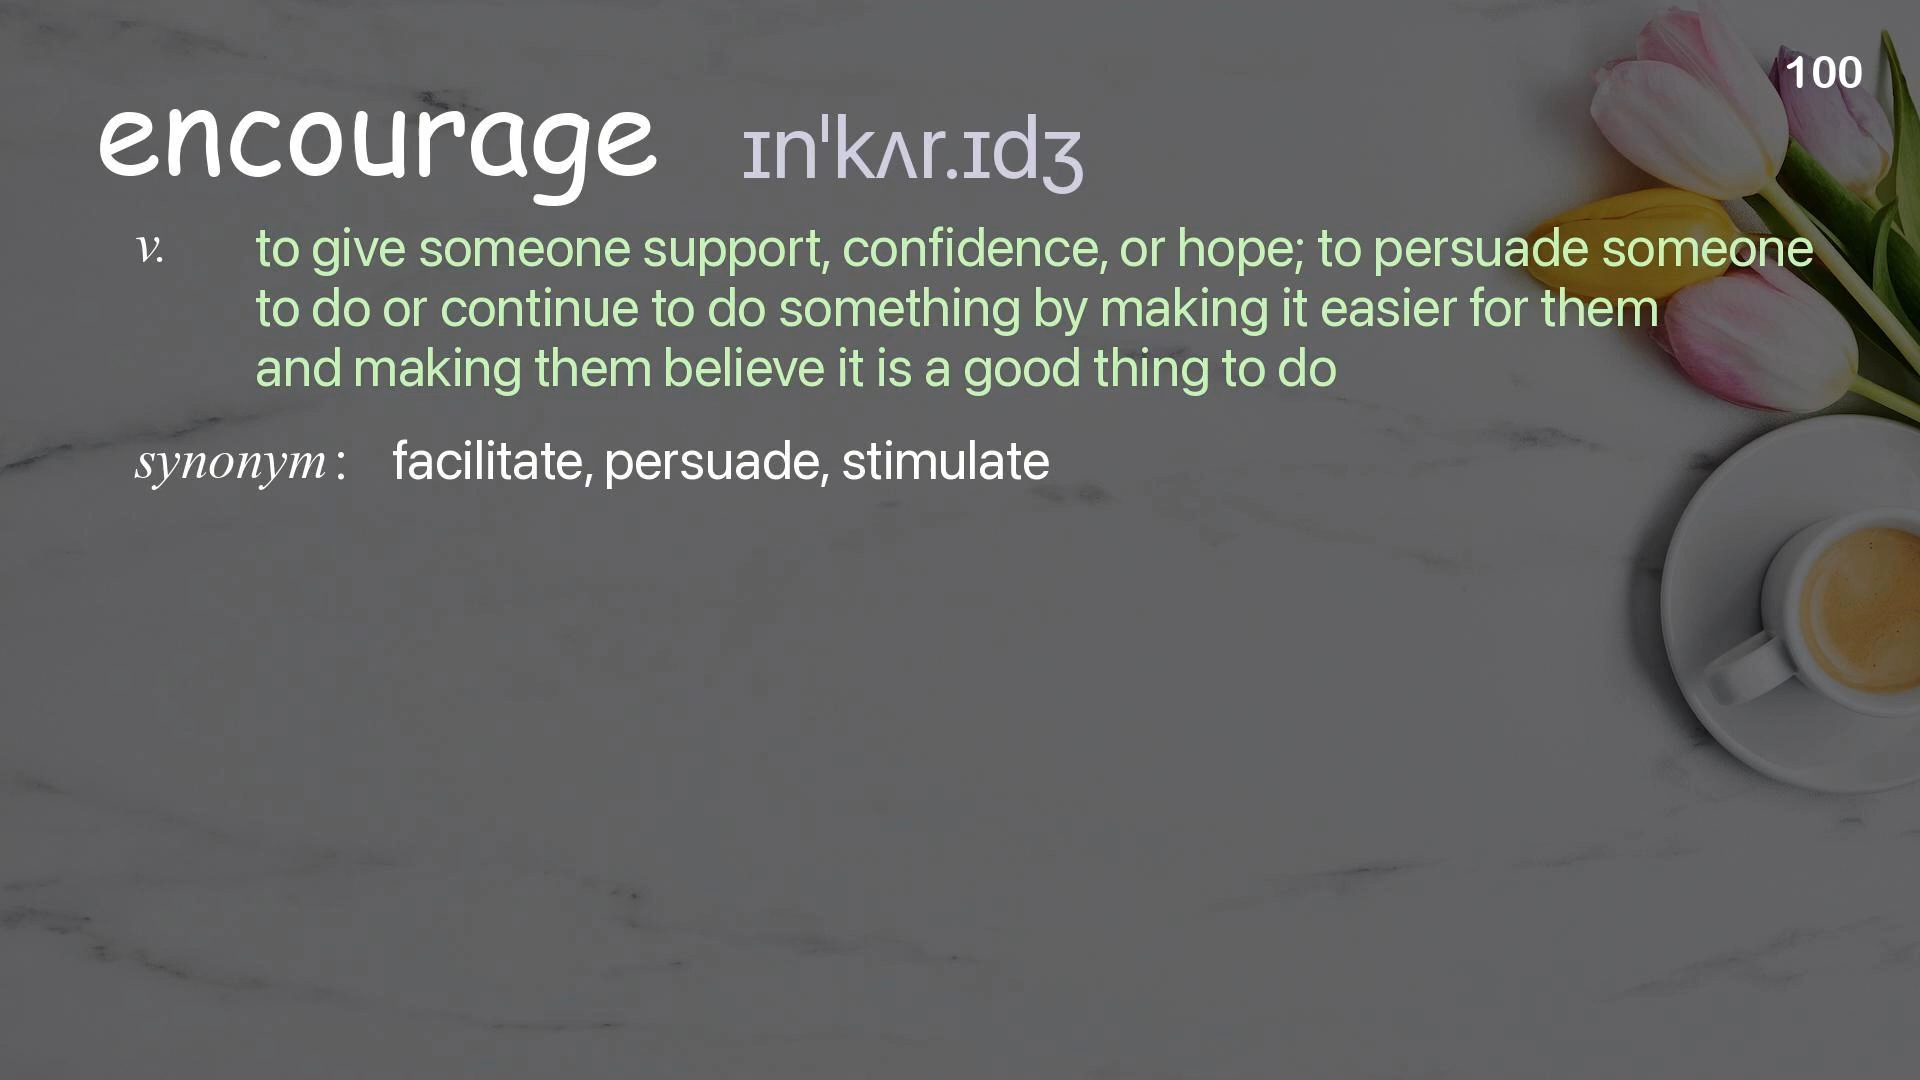 100
encourage ɪnˈkʌr.ɪdʒ
v. to give someone support, confidence, or hope; to persuade someone
to do or continue to do something by making it easier for them
and making them believe it is a good thing to do
synonym: facilitate, persuade, stimulate